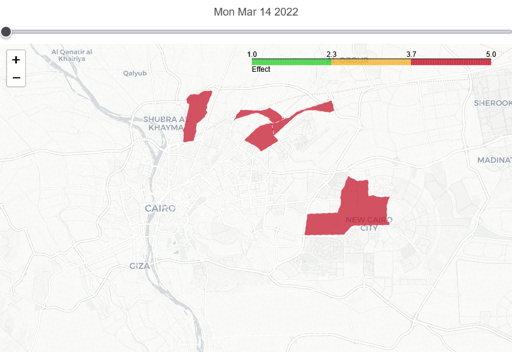 Mon Mar 14 2022
+
−
Al Qanatir al
Khairiya
Qalyub
1.0 2.3 3.7 5.0
Effect
SHUBRA AL
KHAYMA
SHEROOK
MADINAT
CAIRO
NEW CAIRO
CITY
GIZA